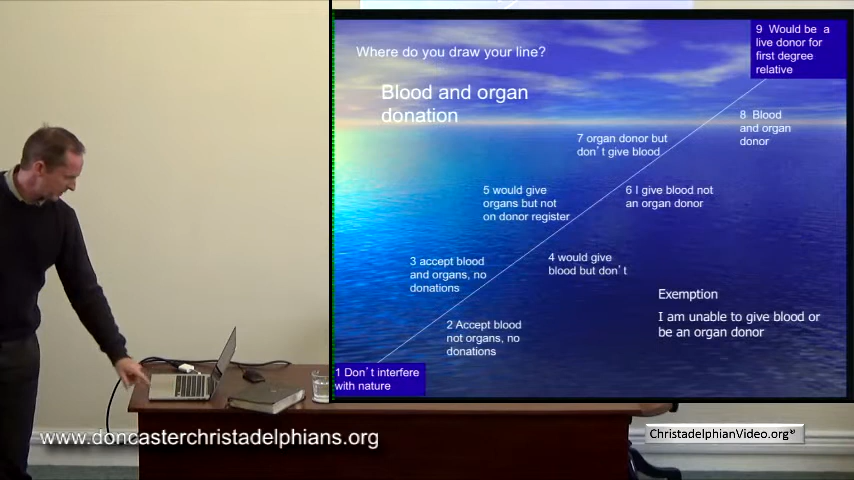 Where do you draw your line?
Blood and organ
donation
9 Would be a
live donor for
first degree
relative
8 Blood
and organ
donor
7 organ donor but
don't give blood
5 would give
organs but not
on donor register
6 I give blood not
an organ donor
3 accept blood
and organs, no
donations
4 would give
blood but don't
Exemption
I am unable to give blood or
be an organ donor
2 Accept blood
not organs, no
donations
1 Don't interfere
with nature
www.doncasterchristadelphians.org
ChristadelphianVideo.org®